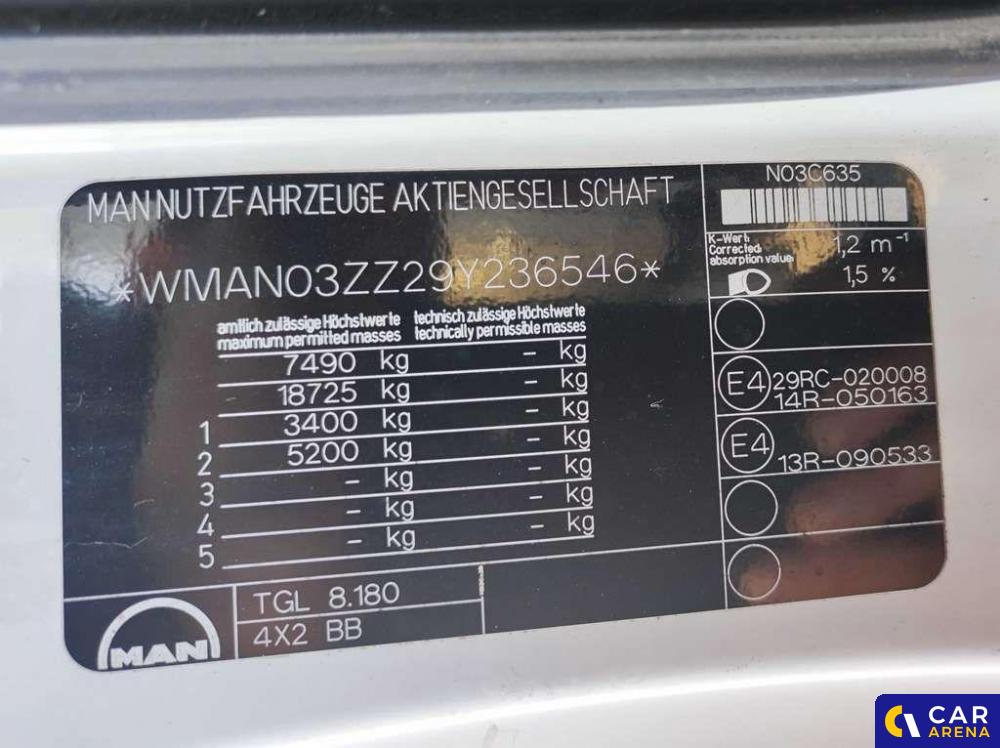 MAN NUTZFAHRZEUGE AKTIENGESELLSCHAFT
*WMAN03ZZ29Y236546*
amtlich zulässige Höchstwerte
maximum permitted masses
technisch zulässige Höchstwerte
technically permissible masses
7490 kg - kg
18725 kg - kg
1 3400 kg - kg
2 5200 kg - kg
3 - kg - kg
4 - kg - kg
5 - kg - kg
MAN
TGL 8.180
4X2 BB
N03C635
K-Wert:
Corrected
absorption value:
1,2 m⁻¹
1,5 %
E4 29RC-020008
14R-050163
E4 13R-090533
CAR
ARENA